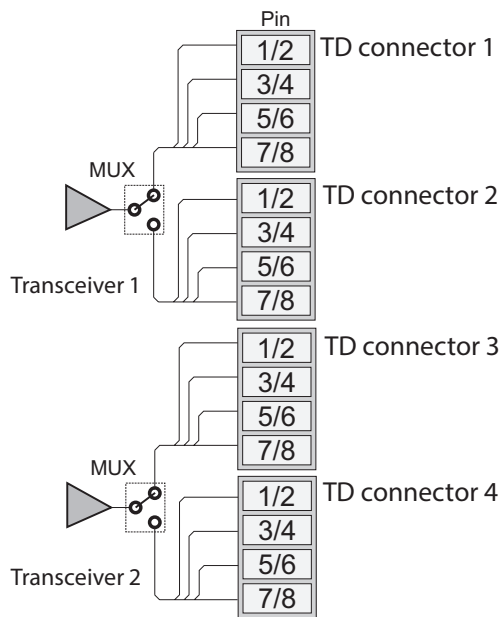 Pin
1/2 TD connector 1
3/4
5/6
7/8
MUX
1/2 TD connector 2
3/4
5/6
Transceiver 1
7/8
1/2 TD connector 3
3/4
5/6
7/8
MUX
1/2 TD connector 4
3/4
5/6
Transceiver 2
7/8